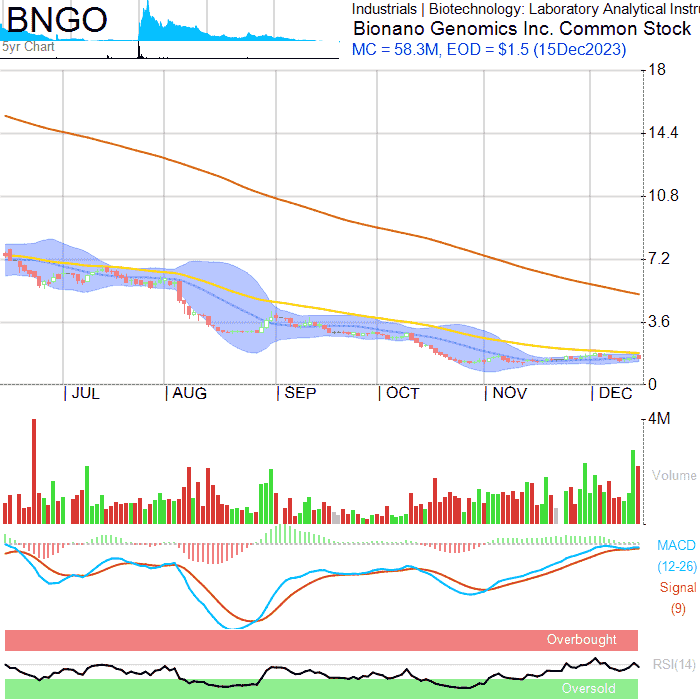 BNGO
5yr Chart
Industrials | Biotechnology: Laboratory Analytical Instru
Bionano Genomics Inc. Common Stock
MC = 58.3M, EOD = $1.5 (15Dec2023)
18
14.4
10.8
7.2
3.6
0
JUL
AUG
SEP
OCT
NOV
DEC
4M
Volume
MACD
(12-26)
Signal
(9)
Overbought
RSI(14)
Oversold